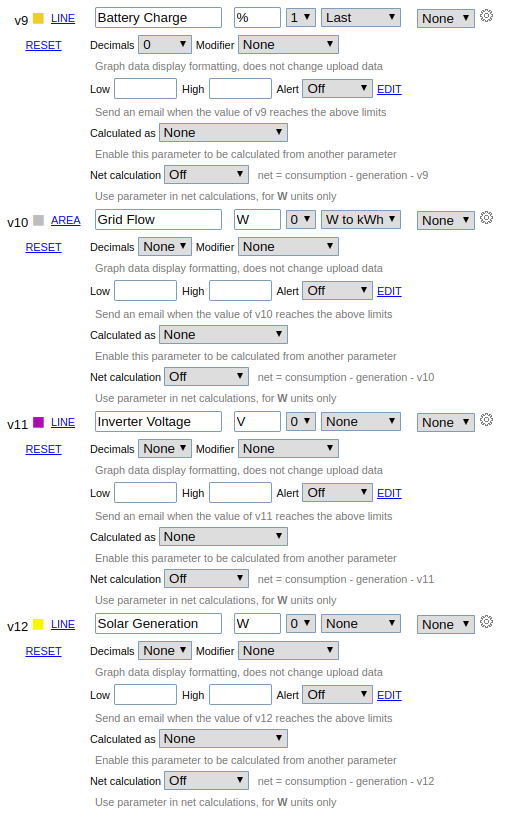 v9 LINE Battery Charge % 1 Last None
RESET Decimals 0 Modifier None
Graph data display formatting, does not change upload data
Low High Alert Off EDIT
Send an email when the value of v9 reaches the above limits
Calculated as None
Enable this parameter to be calculated from another parameter
Net calculation Off net = consumption - generation - v9
Use parameter in net calculations, for W units only
v10 AREA Grid Flow W 0 W to kWh None
RESET Decimals None Modifier None
Graph data display formatting, does not change upload data
Low High Alert Off EDIT
Send an email when the value of v10 reaches the above limits
Calculated as None
Enable this parameter to be calculated from another parameter
Net calculation Off net = consumption - generation - v10
Use parameter in net calculations, for W units only
v11 LINE Inverter Voltage V 0 None None
RESET Decimals None Modifier None
Graph data display formatting, does not change upload data
Low High Alert Off EDIT
Send an email when the value of v11 reaches the above limits
Calculated as None
Enable this parameter to be calculated from another parameter
Net calculation Off net = consumption - generation - v11
Use parameter in net calculations, for W units only
v12 LINE Solar Generation W 0 None None
RESET Decimals None Modifier None
Graph data display formatting, does not change upload data
Low High Alert Off EDIT
Send an email when the value of v12 reaches the above limits
Calculated as None
Enable this parameter to be calculated from another parameter
Net calculation Off net = consumption - generation - v12
Use parameter in net calculations, for W units only